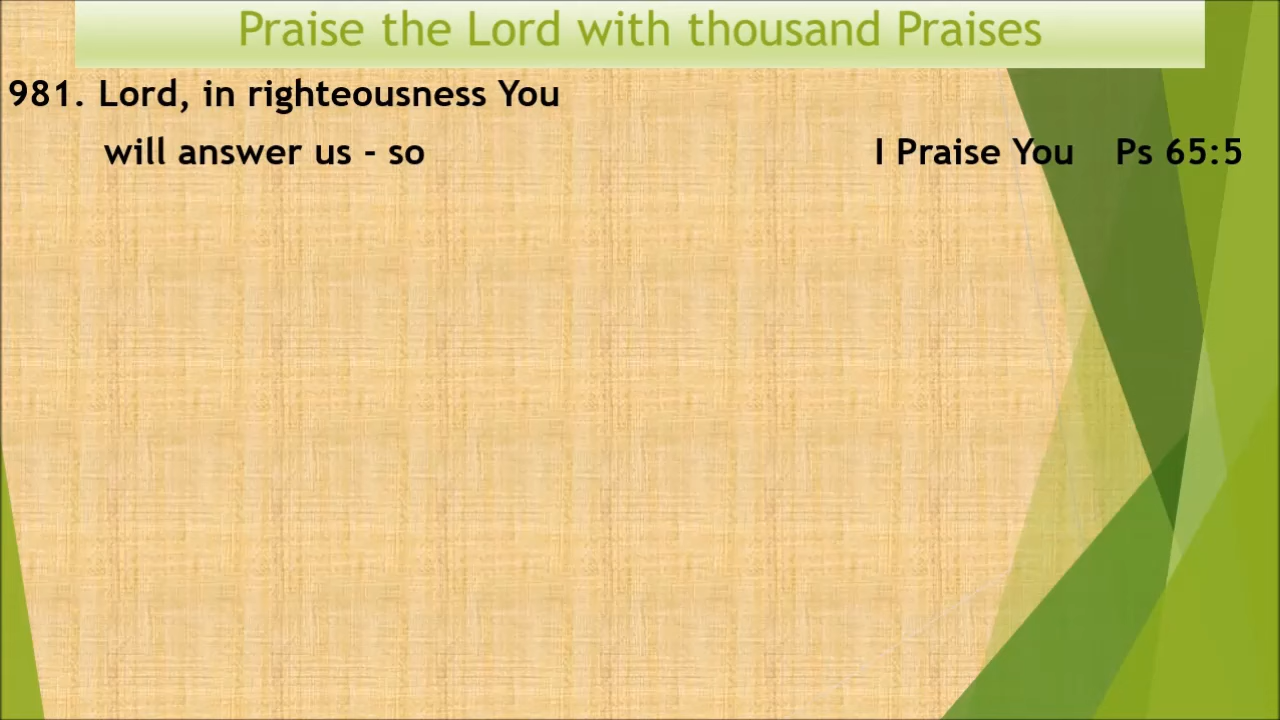 Praise the Lord with thousand Praises
981. Lord, in righteousness You
will answer us - so I Praise You Ps 65:5